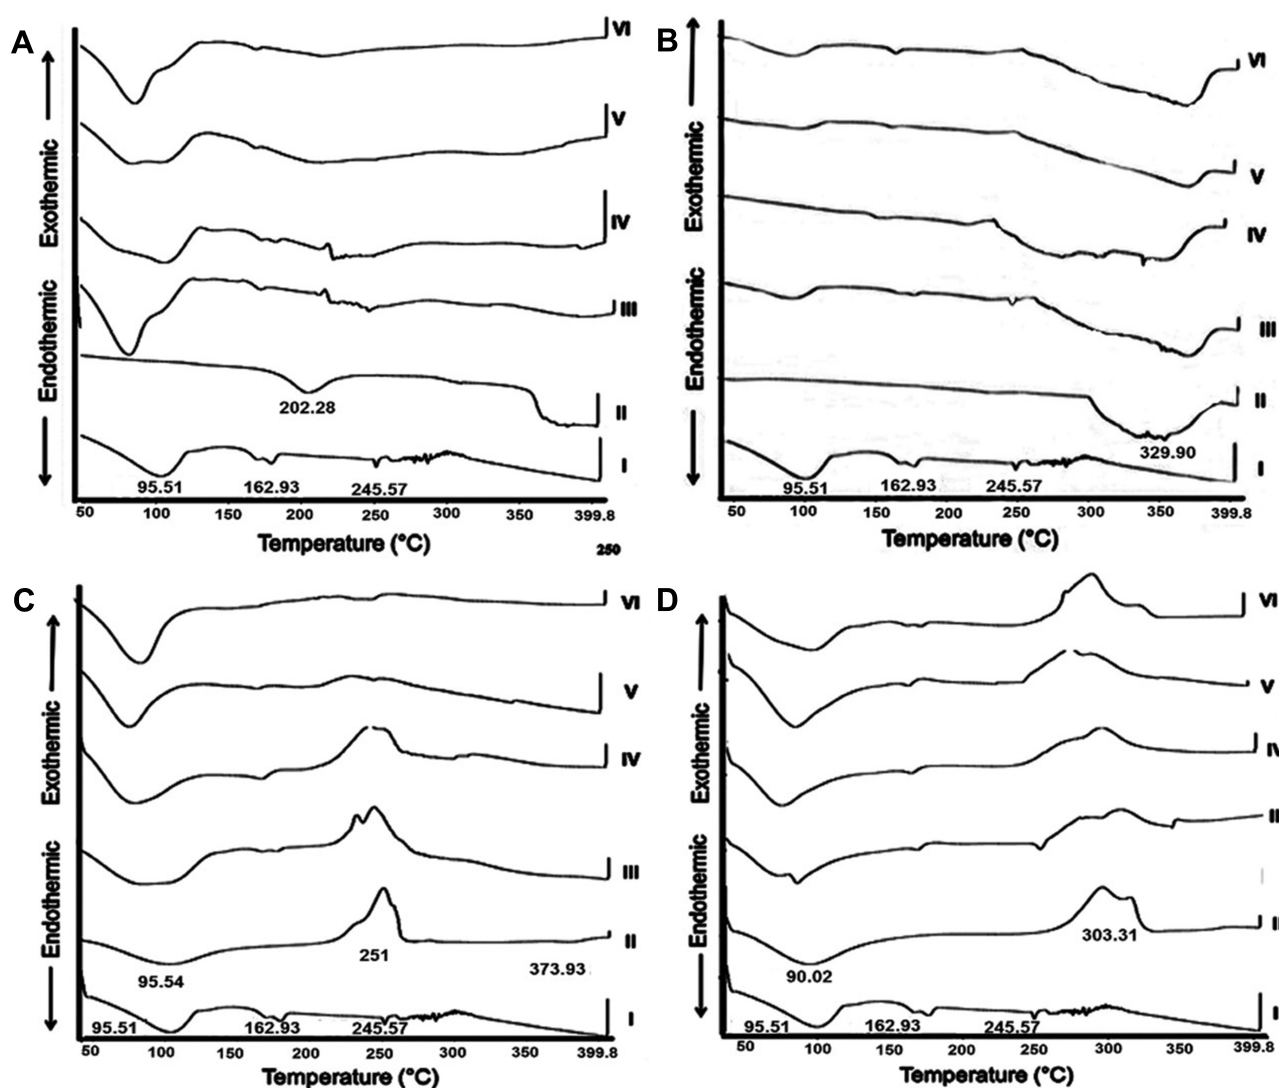 A
Exothermic
Endothermic
VI
V
IV
III
II
I
202.28
95.51 162.93 245.57
50 100 150 200 250 300 350 399.8
Temperature (°C)
250
B
Exothermic
Endothermic
VI
V
IV
III
II
I
329.90
95.51 162.93 245.57
50 100 150 200 250 300 350 399.8
Temperature (°C)
C
Exothermic
Endothermic
VI
V
IV
III
II
I
95.54 251 373.93
95.51 162.93 245.57
50 100 150 200 250 300 350 399.8
Temperature (°C)
D
Exothermic
Endothermic
VI
V
IV
II
II
I
90.02 303.31
95.51 162.93 245.57
50 100 150 200 250 300 350 399.8
Temperature (°C)